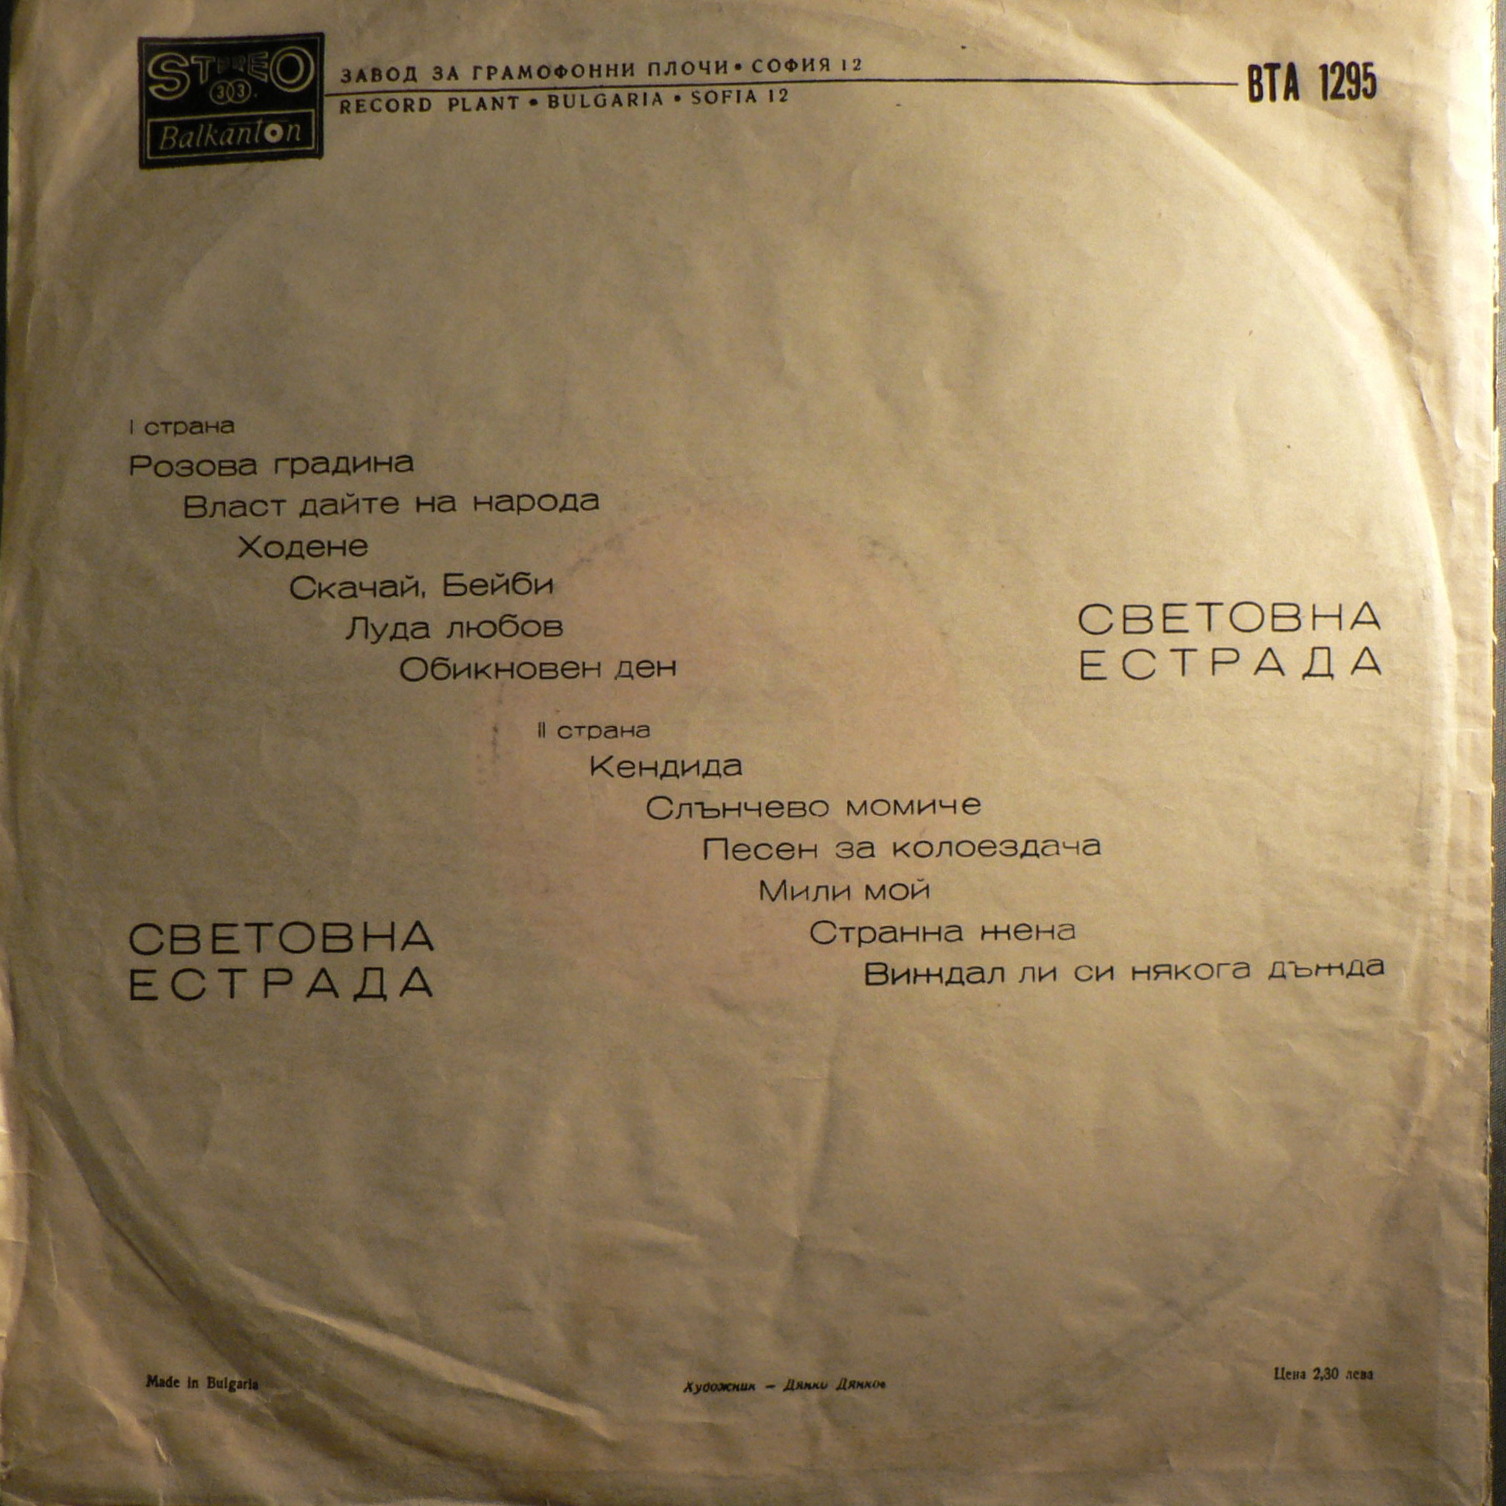 STEREO
33
Balkanton
ЗАВОД ЗА ГРАМОФОННИ ПЛОЧИ • СОФИЯ 12
RECORD PLANT • BULGARIA • SOFIA 12
ВТА 1295
I страна
Розова градина
Власт дайте на народа
Ходене
Скачай, Бейби
Луда любов
Обикновен ден
СВЕТОВНА
ЕСТРАДА
II страна
Кендида
Слънчево момиче
Песен за колоездача
Мили мой
Странна жена
Виждал ли си някога дъжда
СВЕТОВНА
ЕСТРАДА
Made in Bulgaria
Художник — Дянко Дянков
Цена 2,30 лева